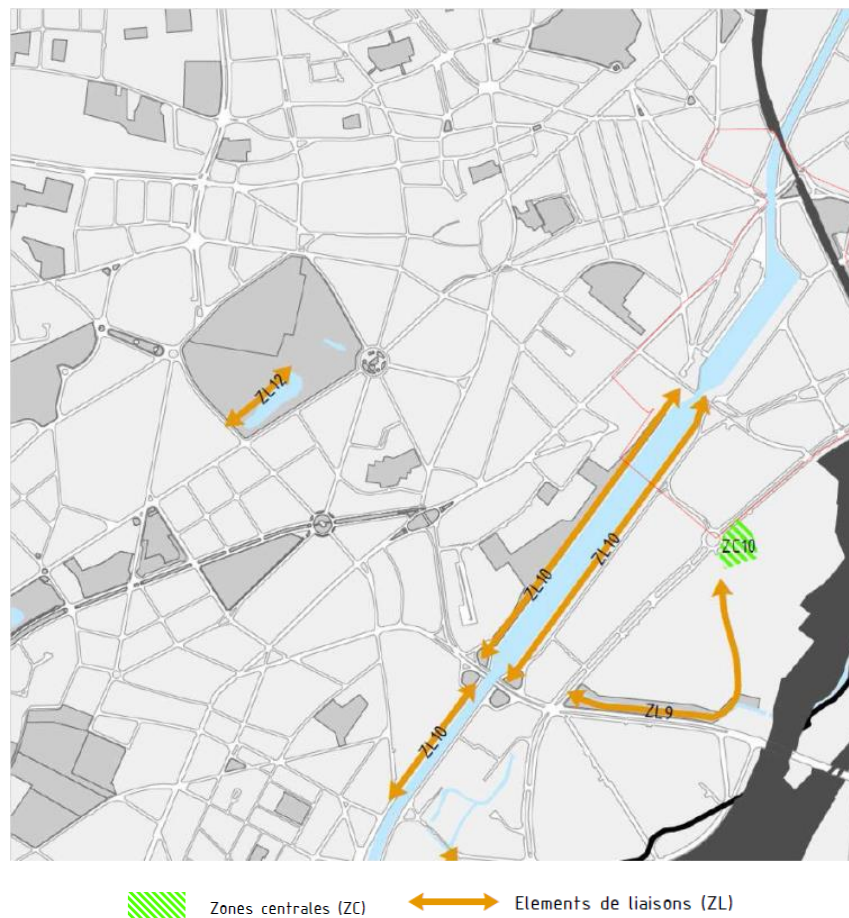 ZL12
ZC10
ZL10
ZL10
ZL9
ZL10
Zones centrales (ZC)
Elements de liaisons (ZL)